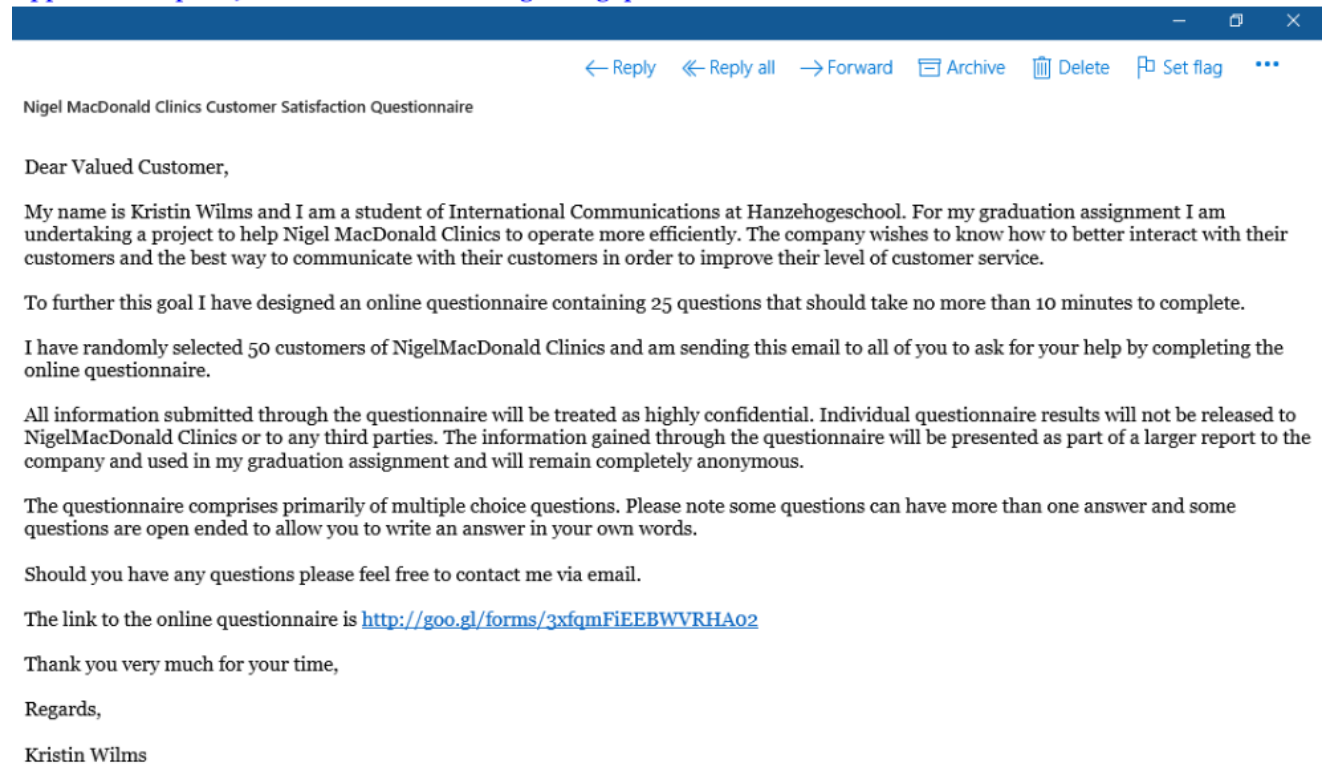 ← Reply Reply all → Forward Archive Delete Set flag ...
Nigel MacDonald Clinics Customer Satisfaction Questionnaire
Dear Valued Customer,
My name is Kristin Wilms and I am a student of International Communications at Hanzehogeschool. For my graduation assignment I am
undertaking a project to help Nigel MacDonald Clinics to operate more efficiently. The company wishes to know how to better interact with their
customers and the best way to communicate with their customers in order to improve their level of customer service.
To further this goal I have designed an online questionnaire containing 25 questions that should take no more than 10 minutes to complete.
I have randomly selected 50 customers of NigelMacDonald Clinics and am sending this email to all of you to ask for your help by completing the
online questionnaire.
All information submitted through the questionnaire will be treated as highly confidential. Individual questionnaire results will not be released to
NigelMacDonald Clinics or to any third parties. The information gained through the questionnaire will be presented as part of a larger report to the
company and used in my graduation assignment and will remain completely anonymous.
The questionnaire comprises primarily of multiple choice questions. Please note some questions can have more than one answer and some
questions are open ended to allow you to write an answer in your own words.
Should you have any questions please feel free to contact me via email.
The link to the online questionnaire is http://goo.gl/forms/3xfqmFiEEBWVRHA02
Thank you very much for your time,
Regards,
Kristin Wilms